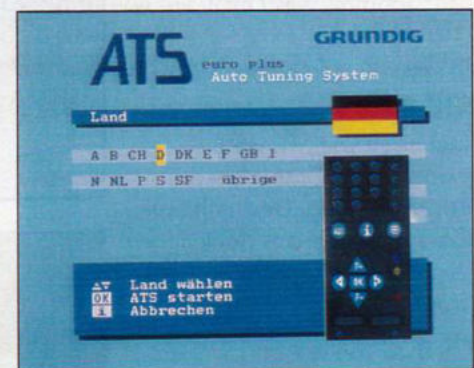 GRUNDIG
ATS euro plus
Auto Tuning System
Land
A B CH D DK E F GB I
N NL P S SF übrige
▲▼ Land wählen
OK ATS starten
i Abbrechen